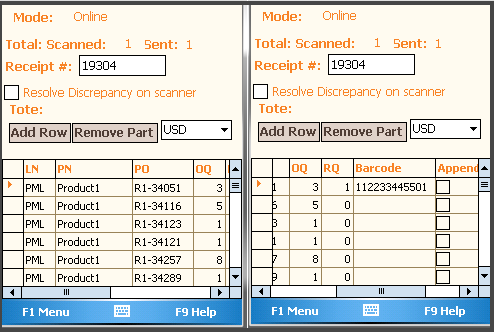 Mode: Online
Total: Scanned: 1 Sent: 1
Receipt #: 19304
Resolve Discrepancy on scanner
Tote:
Add Row Remove Part USD
LN PN PO OQ
PML Product1 R1-34051 3
PML Product1 R1-34116 5
PML Product1 R1-34123 1
PML Product1 R1-34121 1
PML Product1 R1-34257 8
PML Product1 R1-34289 1
F1 Menu F9 Help
Mode: Online
Total: Scanned: 1 Sent: 1
Receipt #: 19304
Resolve Discrepancy on scanner
Tote:
Add Row Remove Part USD
OQ RQ Barcode Append
1 3 1 112233445501
6 5 0
3 1 0
1 1 0
7 8 0
9 1 0
F1 Menu F9 Help